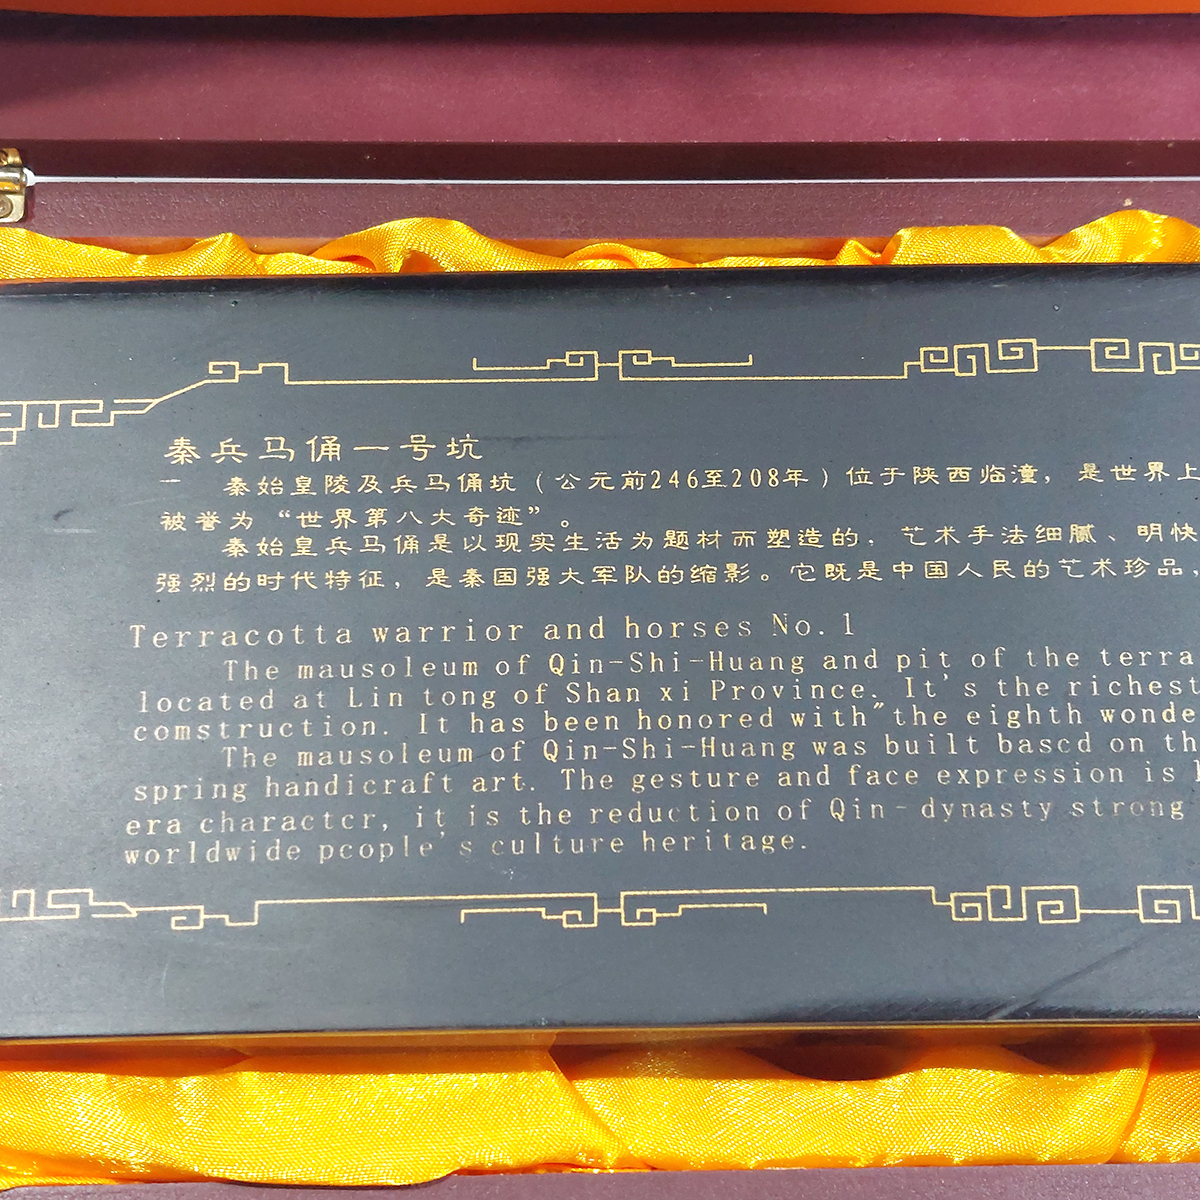 秦兵马俑一号坑
秦始皇陵及兵马俑坑（公元前246至208年）位于陕西临潼，是世界上
被誉为“世界第八大奇迹”。
秦始皇兵马俑是以现实生活为题材而塑造的，艺术手法细腻、明快
强烈的时代特征，是秦国强大军队的缩影。它既是中国人民的艺术珍品，
Terracotta warrior and horses No.1
The mausoleum of Qin-Shi-Huang and pit of the terra
located at Lin tong of Shan xi Province. It's the richest
comstruction. It has been honored with"the eighth wonde
The mausoleum of Qin-Shi-Huang was built bascd on th
spring handicraft art. The gesture and face expression is
era charactcr, it is the reduction of Qin-dynasty strong
worldwide pcople's culture heritage.